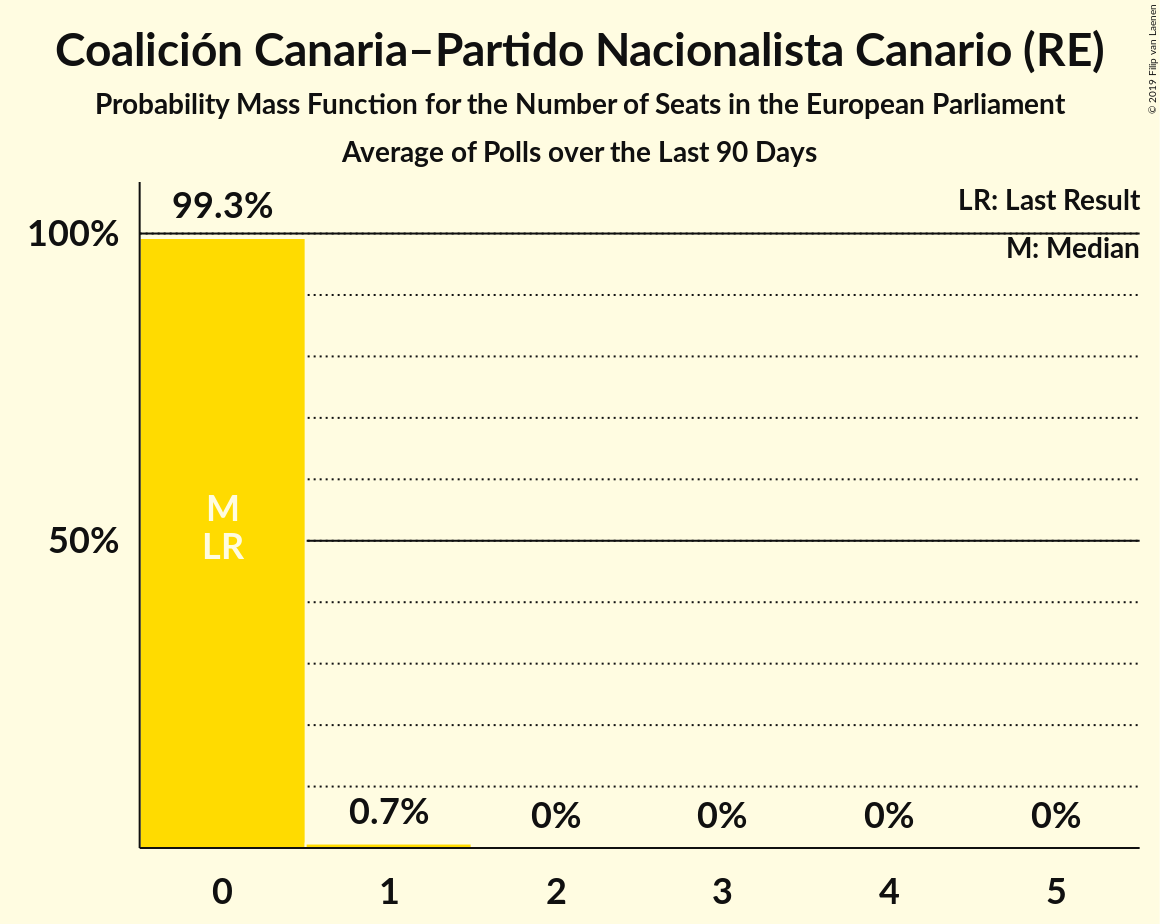 Coalición Canaria–Partido Nacionalista Canario (RE)
Probability Mass Function for the Number of Seats in the European Parliament
Average of Polls over the Last 90 Days
© 2019 Filip van Laenen
LR: Last Result
M: Median
99.3%
100%
50%
M
LR
0.7%
0%
0%
0%
0%
0
1
2
3
4
5